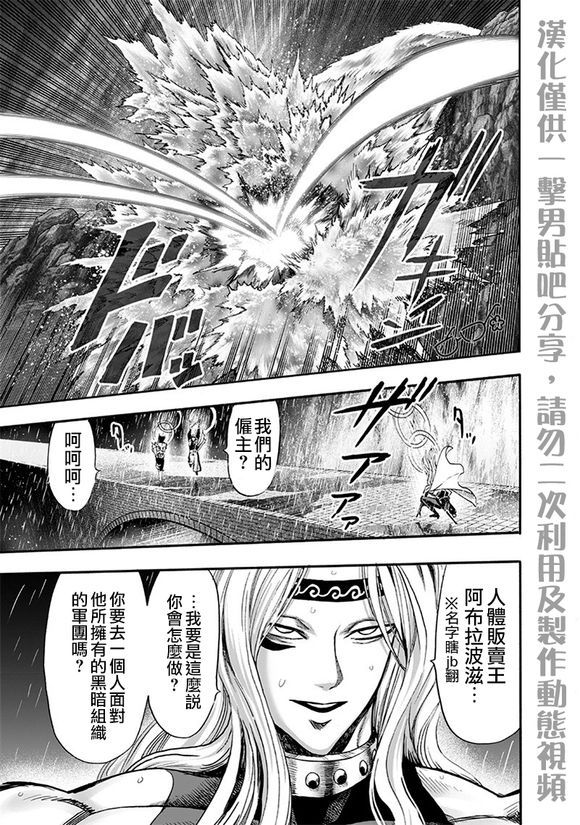 漢化僅供一擊男貼吧分享，請勿二次利用及製作動態視頻
ガキィン
ドドバッ
我們的
僱主？
呵呵呵…
ザアアア
人體販賣王
阿布拉波滋…
※名字瞎jb翻
…我要是這麼說
你會怎麼做？
你要去一個人面對
他所擁有的黑暗組織
的軍團嗎？